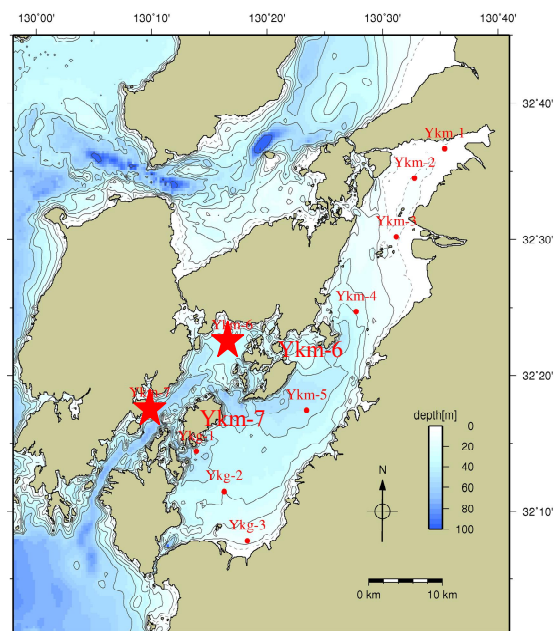 130°00' 130°10' 130°20' 130°30' 130°40'
32°40'
32°30'
32°20'
32°10'
Ykm-1
Ykm-2
Ykm-3
Ykm-4
Ykm-6
Ykm-6
Ykm-7
Ykm-5
Ykm-7
Ykg-1
Ykg-2
Ykg-3
depth[m]
0
20
40
60
80
100
N
0 km 10 km